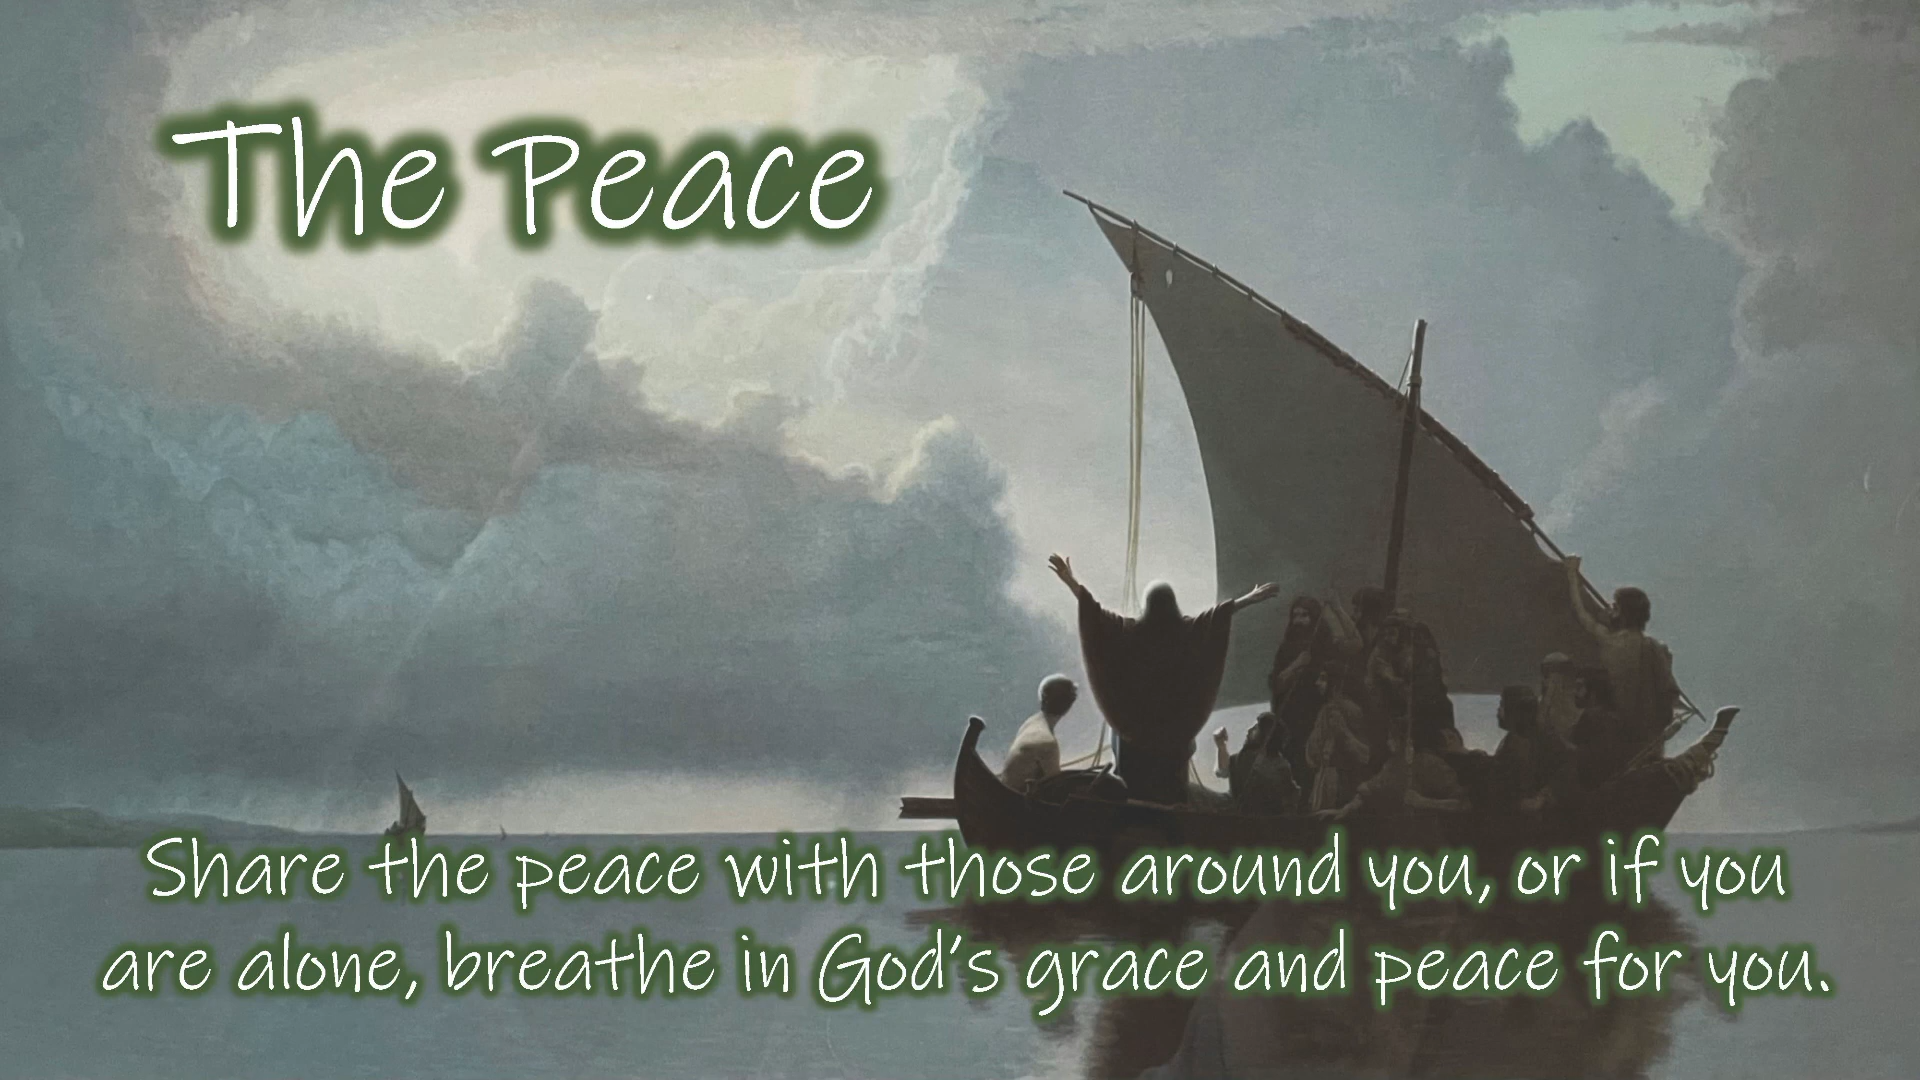 The Peace
Share the peace with those around you, or if you
are alone, breathe in God's grace and peace for you.